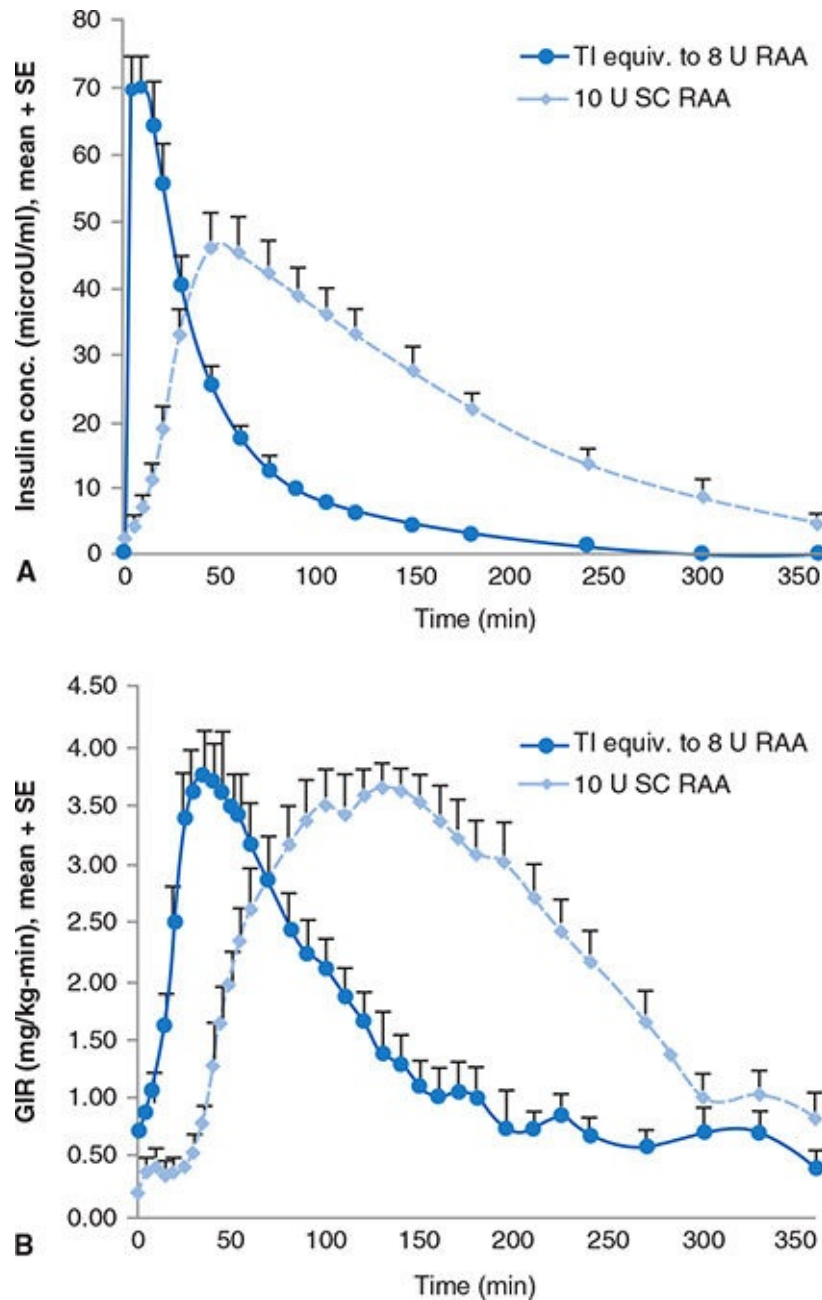 80
70
60
50
40
30
20
10
0
Insulin conc. (microU/ml), mean + SE
TI equiv. to 8 U RAA
10 U SC RAA
A
0 50 100 150 200 250 300 350
Time (min)
4.50
4.00
3.50
3.00
2.50
2.00
1.50
1.00
0.50
0.00
GIR (mg/kg-min), mean + SE
TI equiv. to 8 U RAA
10 U SC RAA
B
0 50 100 150 200 250 300 350
Time (min)